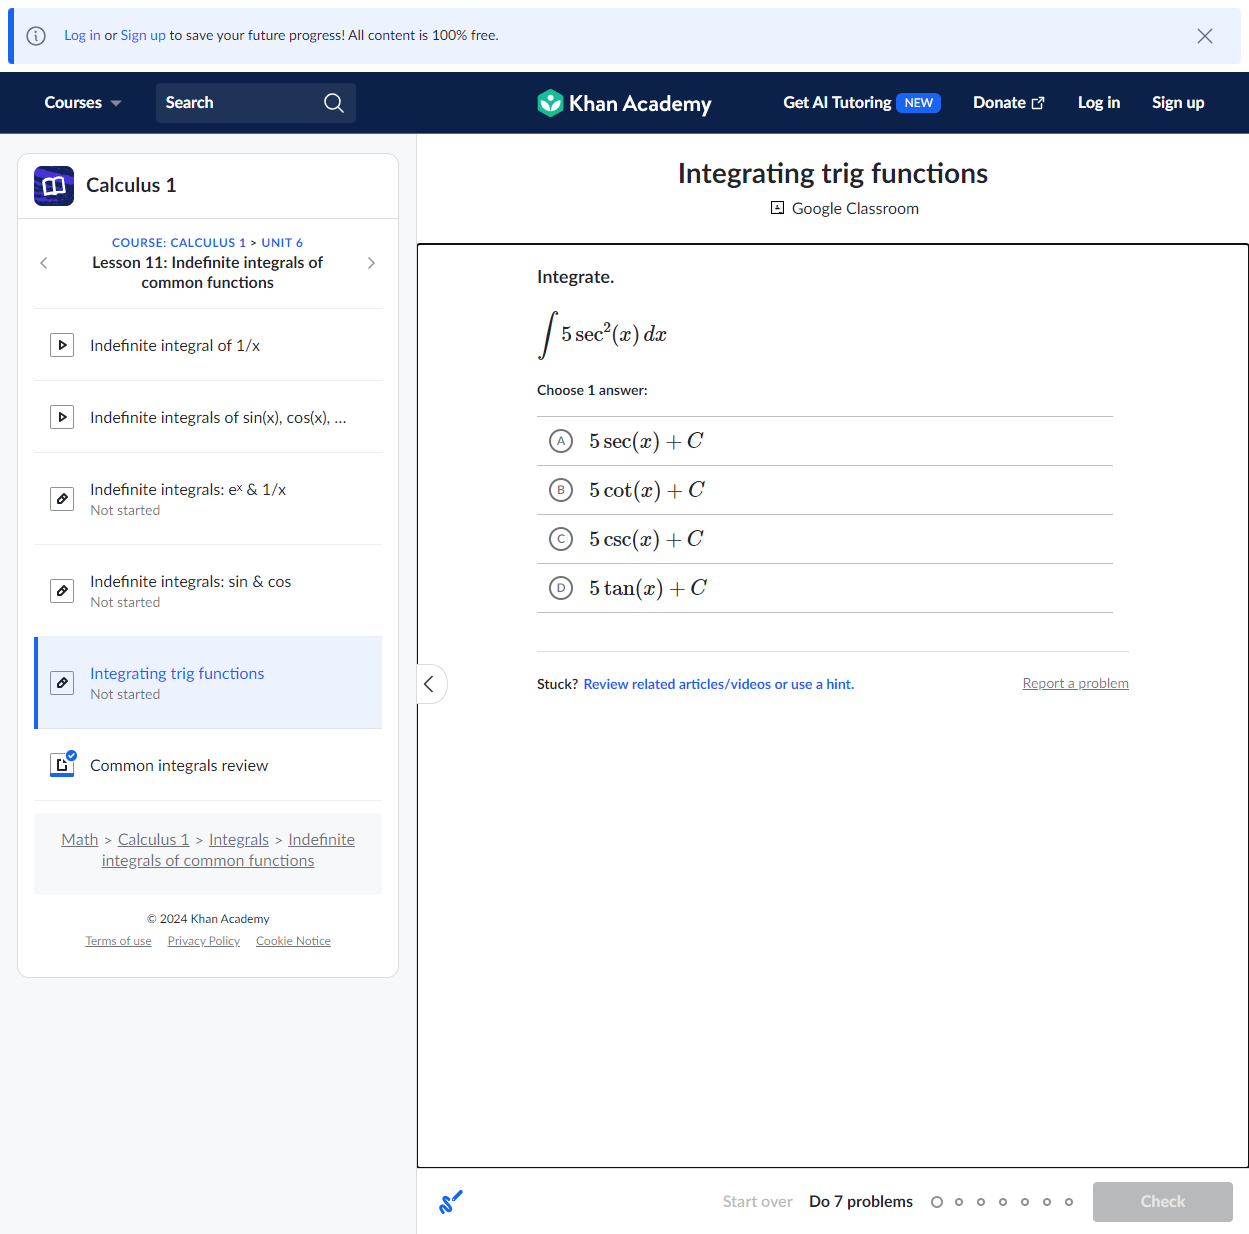 Log in or Sign up to save your future progress! All content is 100% free.
Courses
Search
Khan Academy
Get AI Tutoring NEW
Donate
Log in
Sign up
Calculus 1
COURSE: CALCULUS 1 > UNIT 6
Lesson 11: Indefinite integrals of
common functions
Indefinite integral of 1/x
Indefinite integrals of sin(x), cos(x), ...
Indefinite integrals: eˣ & 1/x
Not started
Indefinite integrals: sin & cos
Not started
Integrating trig functions
Not started
Common integrals review
Math > Calculus 1 > Integrals > Indefinite
integrals of common functions
© 2024 Khan Academy
Terms of use Privacy Policy Cookie Notice
Integrating trig functions
Google Classroom
Integrate.
∫ 5 sec²(x) dx
Choose 1 answer:
A 5 sec(x) + C
B 5 cot(x) + C
C 5 csc(x) + C
D 5 tan(x) + C
Stuck? Review related articles/videos or use a hint.
Report a problem
Start over
Do 7 problems
Check